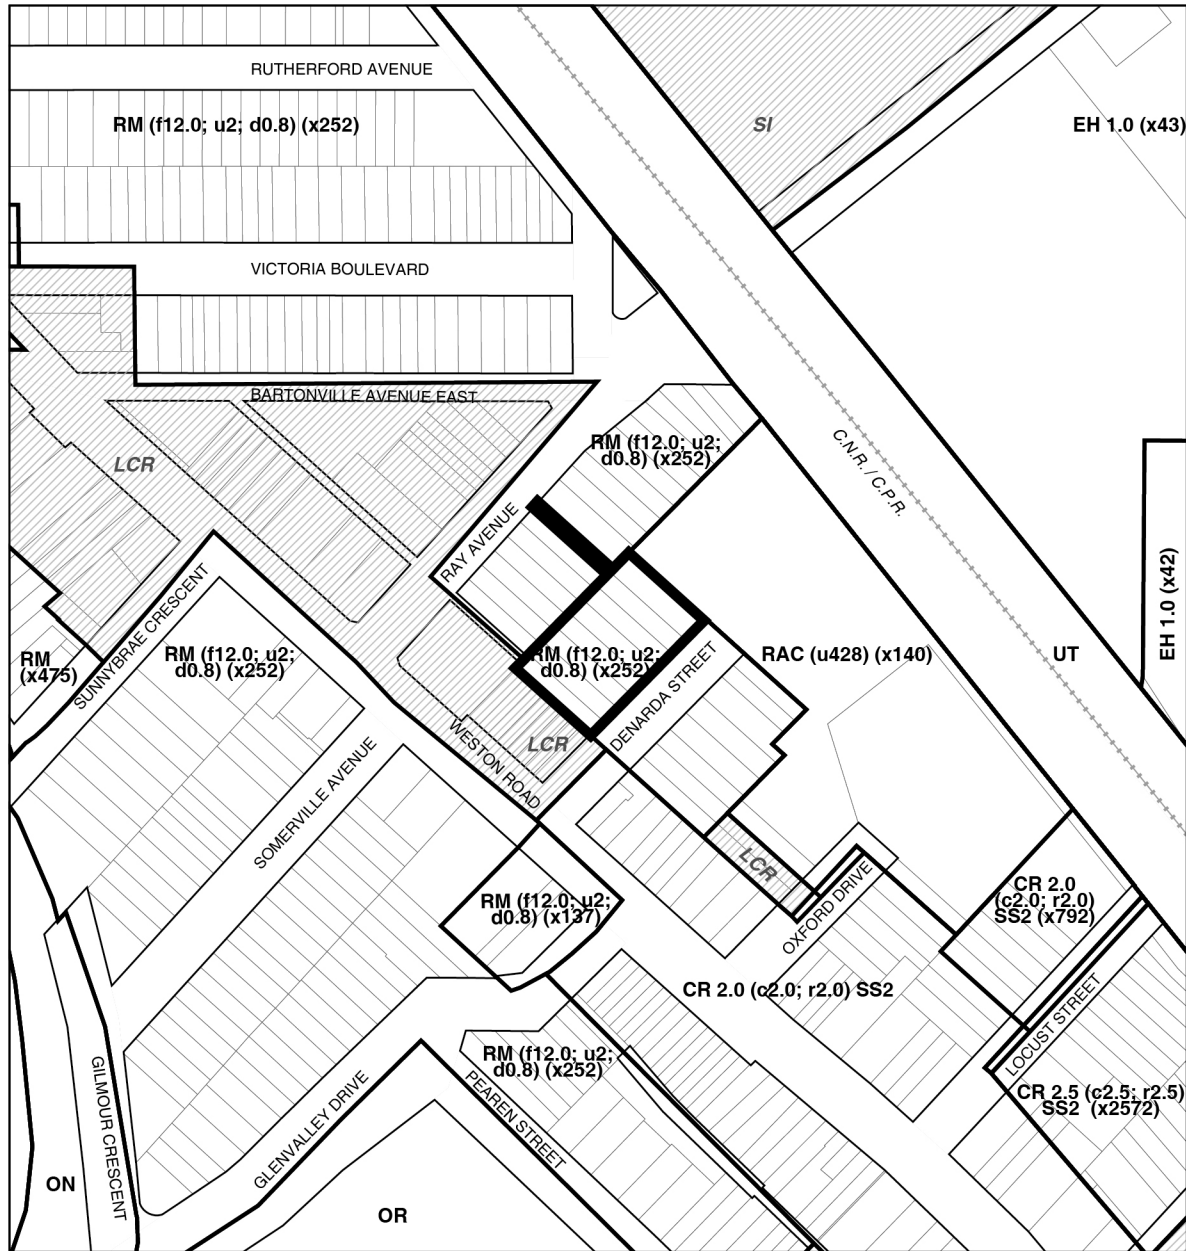 RUTHERFORD AVENUE
RM (f12.0; u2; d0.8) (x252)
SI
EH 1.0 (x43)
VICTORIA BOULEVARD
BARTONVILLE AVENUE EAST
LCR
RM (f12.0; u2;
d0.8) (x252)
C.N.R. / C.P.R.
RAY AVENUE
EH 1.0 (x42)
SUNNYBRAE CRESCENT
RM
(x475)
RM (f12.0; u2;
d0.8) (x252)
RM (f12.0; u2;
d0.8) (x252)
DENARDA STREET
RAC (u428) (x140)
UT
WESTON ROAD
LCR
SOMERVILLE AVENUE
LCR
RM (f12.0; u2;
d0.8) (x137)
OXFORD DRIVE
CR 2.0
(c2.0; r2.0)
SS2 (x792)
CR 2.0 (c2.0; r2.0) SS2
LOCUST STREET
RM (f12.0; u2;
d0.8) (x252)
CR 2.5 (c2.5; r2.5)
SS2 (x2572)
GILMOUR CRESCENT
GLENVALLEY DRIVE
PEAREN STREET
ON
OR